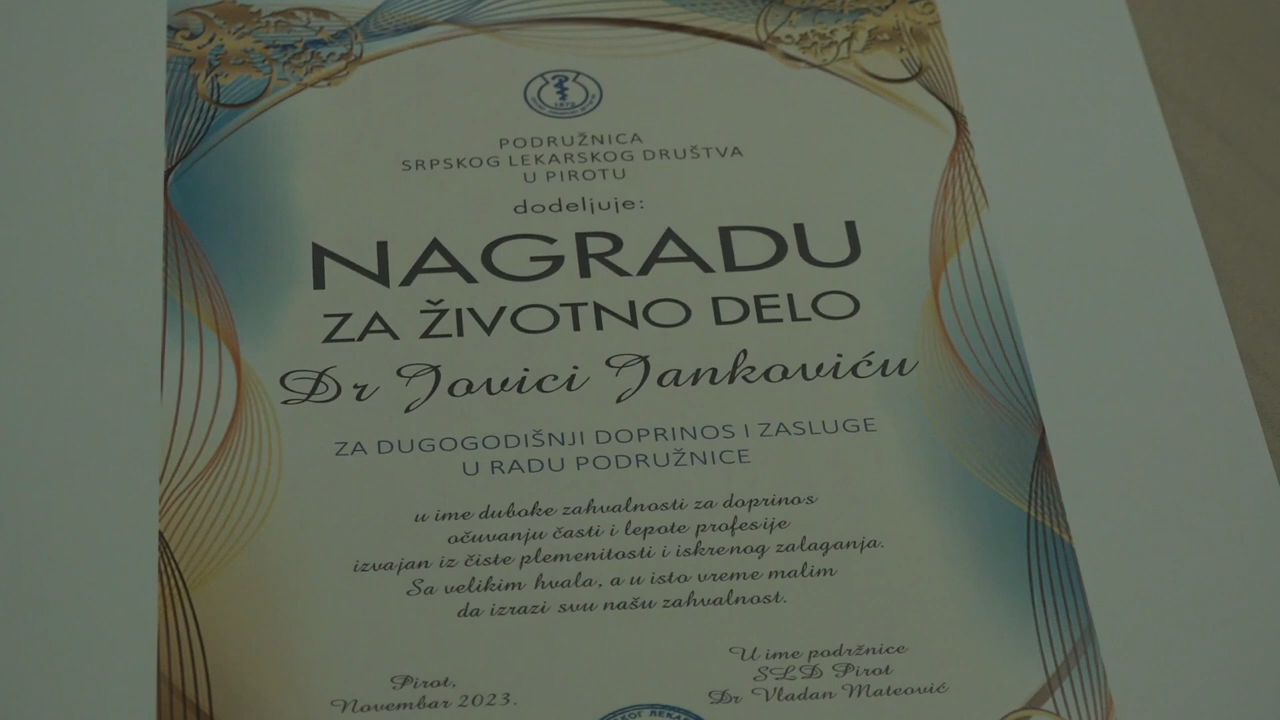 1872
PODRUŽNICA
SRPSKOG LEKARSKOG DRUŠTVA
U PIROTU
dodeljuje:
NAGRADU
ZA ŽIVOTNO DELO
Dr Jovici Jankoviću
ZA DUGOGODIŠNJI DOPRINOS I ZASLUGE
U RADU PODRUŽNICE
u ime duboke zahvalnosti za doprinos
očuvanju časti i lepote profesije
izvajan iz čiste plemenitosti i iskrenog zalaganja.
Sa velikim hvala, a u isto vreme malim
da izrazi svu našu zahvalnost.
Pirot,
Novembar 2023.
U ime podržnice
SLD Pirot
Dr Vladan Mateović